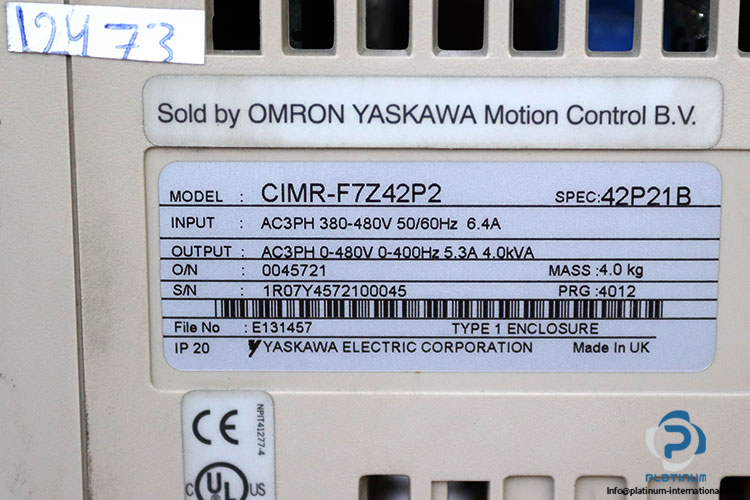 12473
Sold by OMRON YASKAWA Motion Control B.V.
MODEL : CIMR-F7Z42P2 SPEC:42P21B
INPUT : AC3PH 380-480V 50/60Hz 6.4A
OUTPUT : AC3PH 0-480V 0-400Hz 5.3A 4.0kVA
O/N : 0045721 MASS :4.0 kg
S/N : 1R07Y4572100045 PRG :4012
File No : E131457 TYPE 1 ENCLOSURE
IP 20 YASKAWA ELECTRIC CORPORATION Made In UK
CE
NPIT41277-4
C UL US
PLATINUM
Info@platinum-international